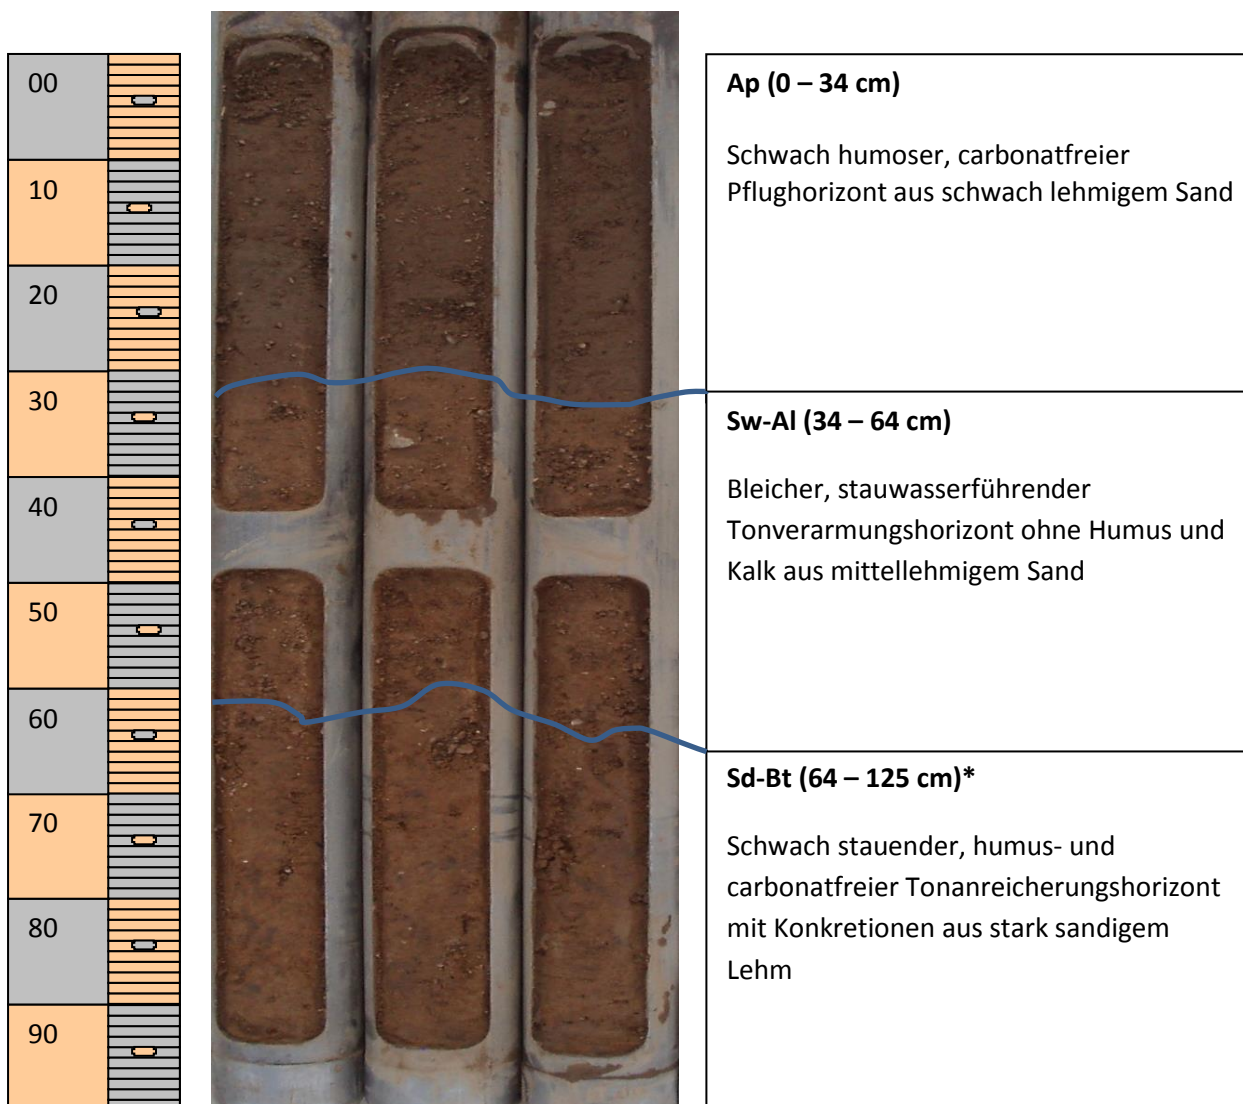 00
10
20
30
40
50
60
70
80
90
Ap (0 – 34 cm)
Schwach humoser, carbonatfreier
Pflughorizont aus schwach lehmigem Sand
Sw-Al (34 – 64 cm)
Bleicher, stauwasserführender
Tonverarmungshorizont ohne Humus und
Kalk aus mittellehmigem Sand
Sd-Bt (64 – 125 cm)*
Schwach stauender, humus- und
carbonatfreier Tonanreicherungshorizont
mit Konkretionen aus stark sandigem
Lehm